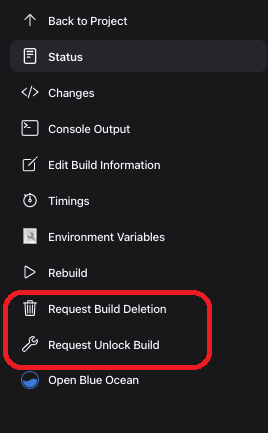 Back to Project
Status
Changes
Console Output
Edit Build Information
Timings
Environment Variables
Rebuild
Request Build Deletion
Request Unlock Build
Open Blue Ocean